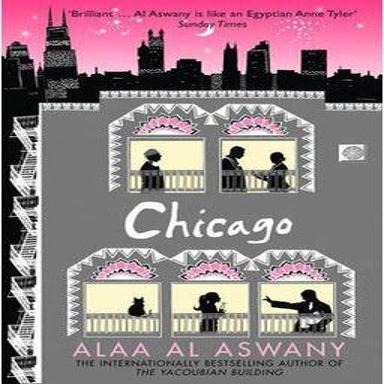 'Brilliant ... Al Aswany is like an Egyptian Anne Tyler'
Sunday Times
Chicago
ALAA AL ASWANY
THE INTERNATIONALLY BESTSELLING AUTHOR OF
THE YACOUBIAN BUILDING